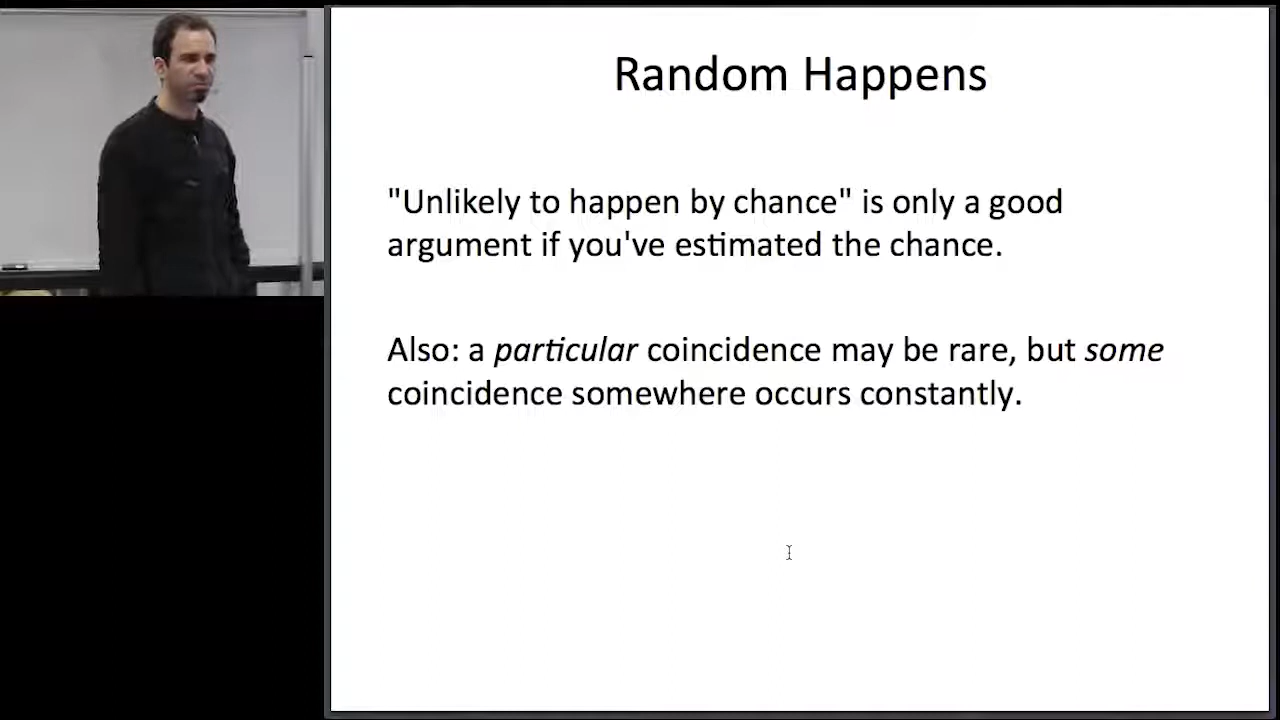 Random Happens
"Unlikely to happen by chance" is only a good
argument if you've estimated the chance.
Also: a particular coincidence may be rare, but some
coincidence somewhere occurs constantly.